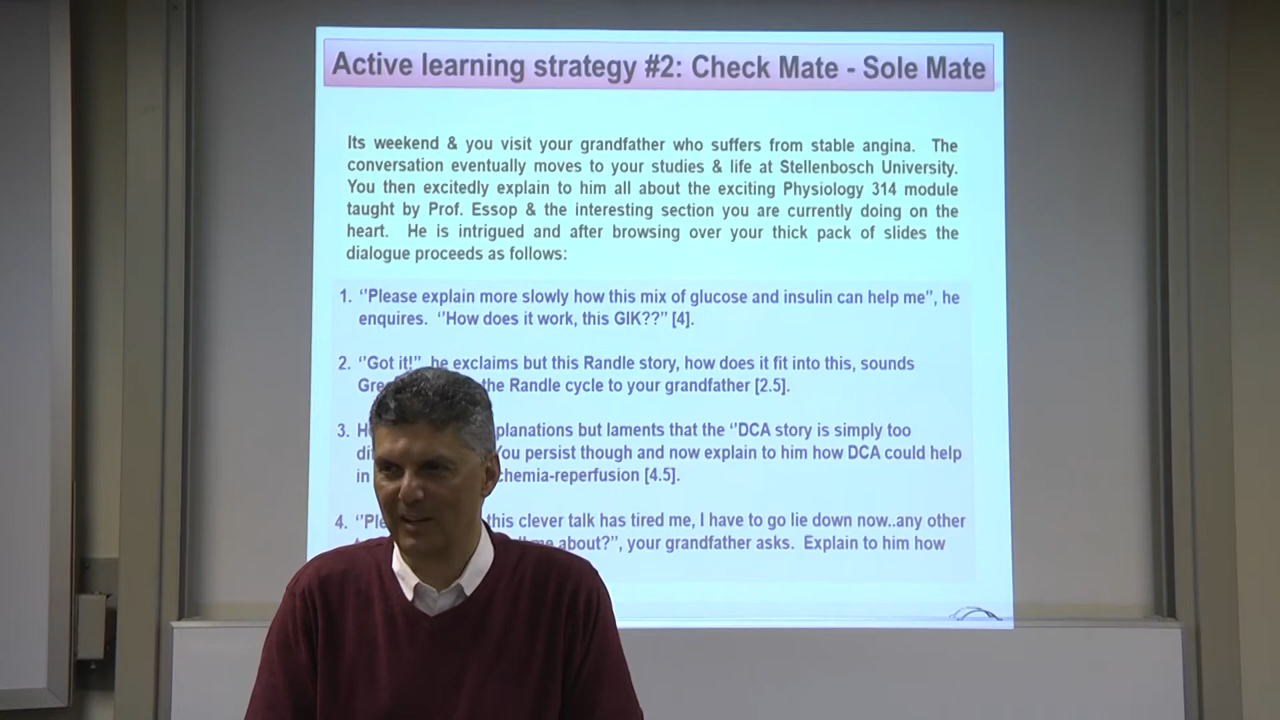 Active learning strategy #2: Check Mate - Sole Mate
Its weekend & you visit your grandfather who suffers from stable angina. The
conversation eventually moves to your studies & life at Stellenbosch University.
You then excitedly explain to him all about the exciting Physiology 314 module
taught by Prof. Essop & the interesting section you are currently doing on the
heart. He is intrigued and after browsing over your thick pack of slides the
dialogue proceeds as follows:
1. ‘'Please explain more slowly how this mix of glucose and insulin can help me”, he
enquires. ‘'How does it work, this GIK??” [4].
2. ‘'Got it!”, he exclaims but this Randle story, how does it fit into this, sounds
the Randle cycle to your grandfather [2.5].
3. planations but laments that the ‘'DCA story is simply too
You persist though and now explain to him how DCA could help
in chemia-reperfusion [4.5].
4. this clever talk has tired me, I have to go lie down now..any other
me about?”, your grandfather asks. Explain to him how